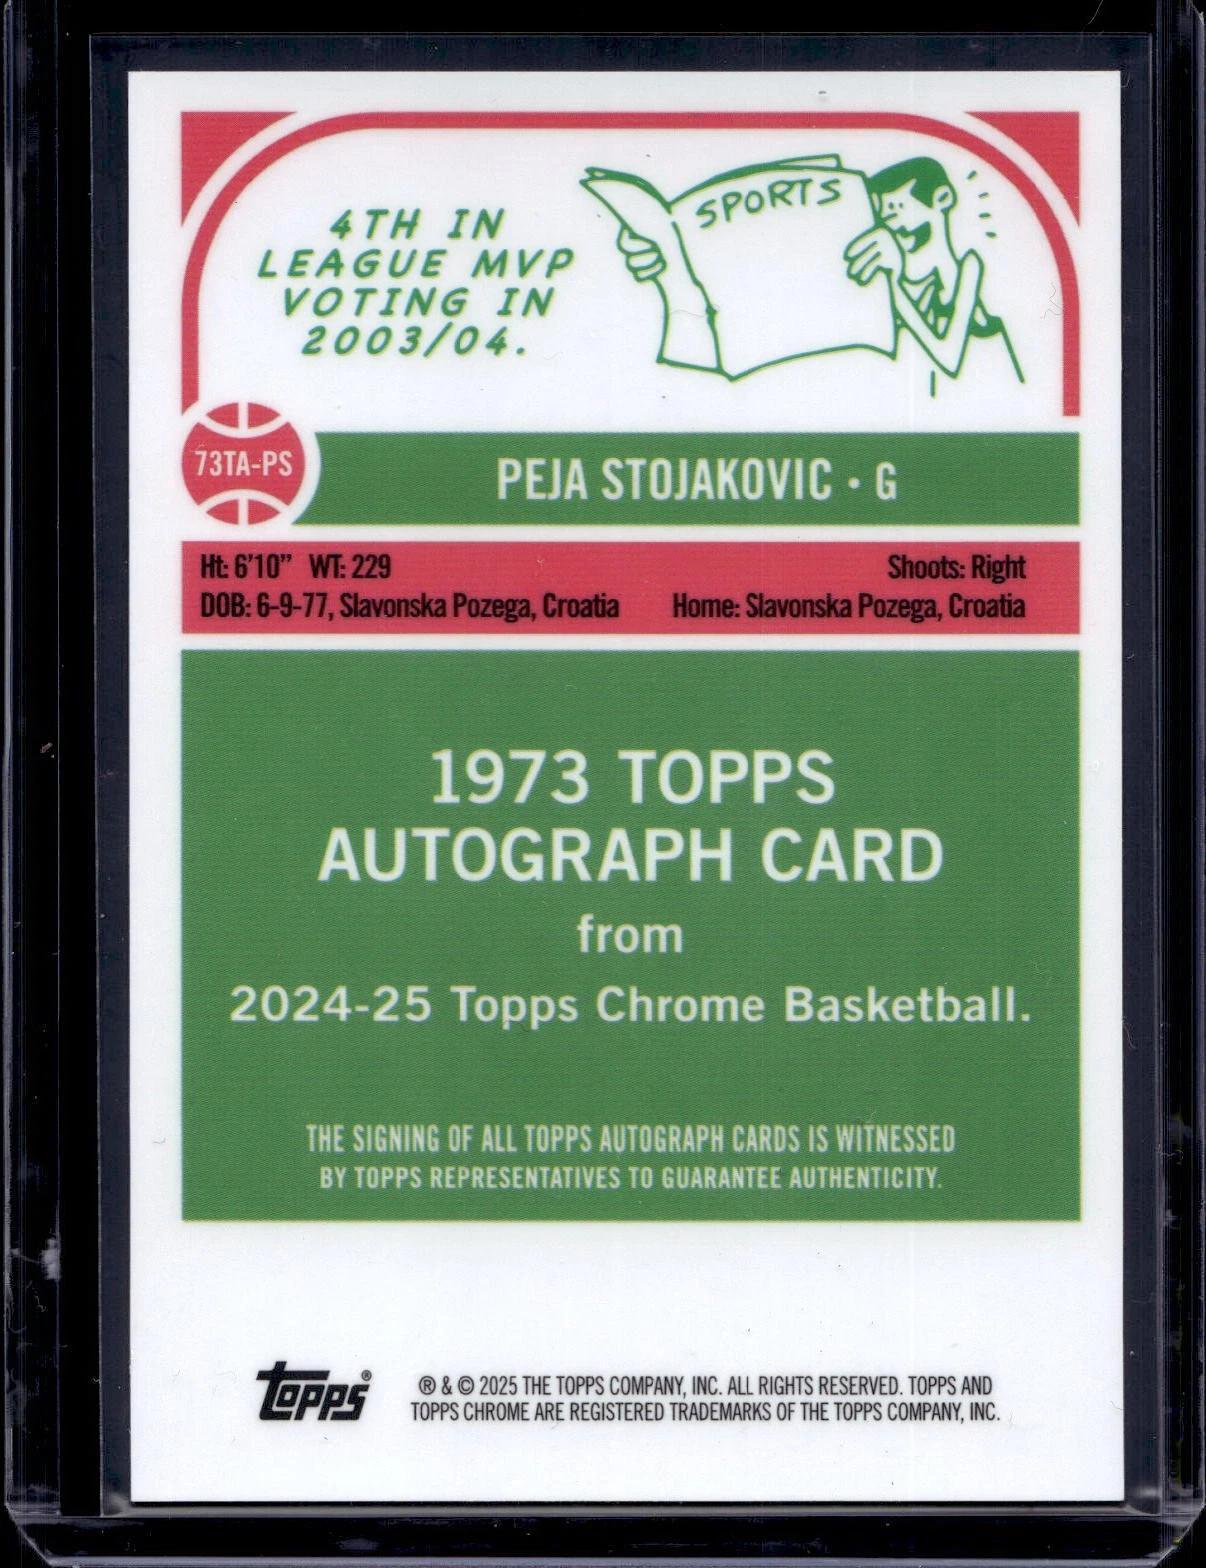 4TH IN
LEAGUE MVP
VOTING IN
2003/04.
SPORTS
73TA-PS
PEJA STOJAKOVIC • G
Ht: 6'10" WT: 229 Shoots: Right
DOB: 6-9-77, Slavonska Pozega, Croatia Home: Slavonska Pozega, Croatia
1973 TOPPS
AUTOGRAPH CARD
from
2024-25 Topps Chrome Basketball.
THE SIGNING OF ALL TOPPS AUTOGRAPH CARDS IS WITNESSED
BY TOPPS REPRESENTATIVES TO GUARANTEE AUTHENTICITY.
topps®
® & © 2025 THE TOPPS COMPANY, INC. ALL RIGHTS RESERVED. TOPPS AND
TOPPS CHROME ARE REGISTERED TRADEMARKS OF THE TOPPS COMPANY, INC.